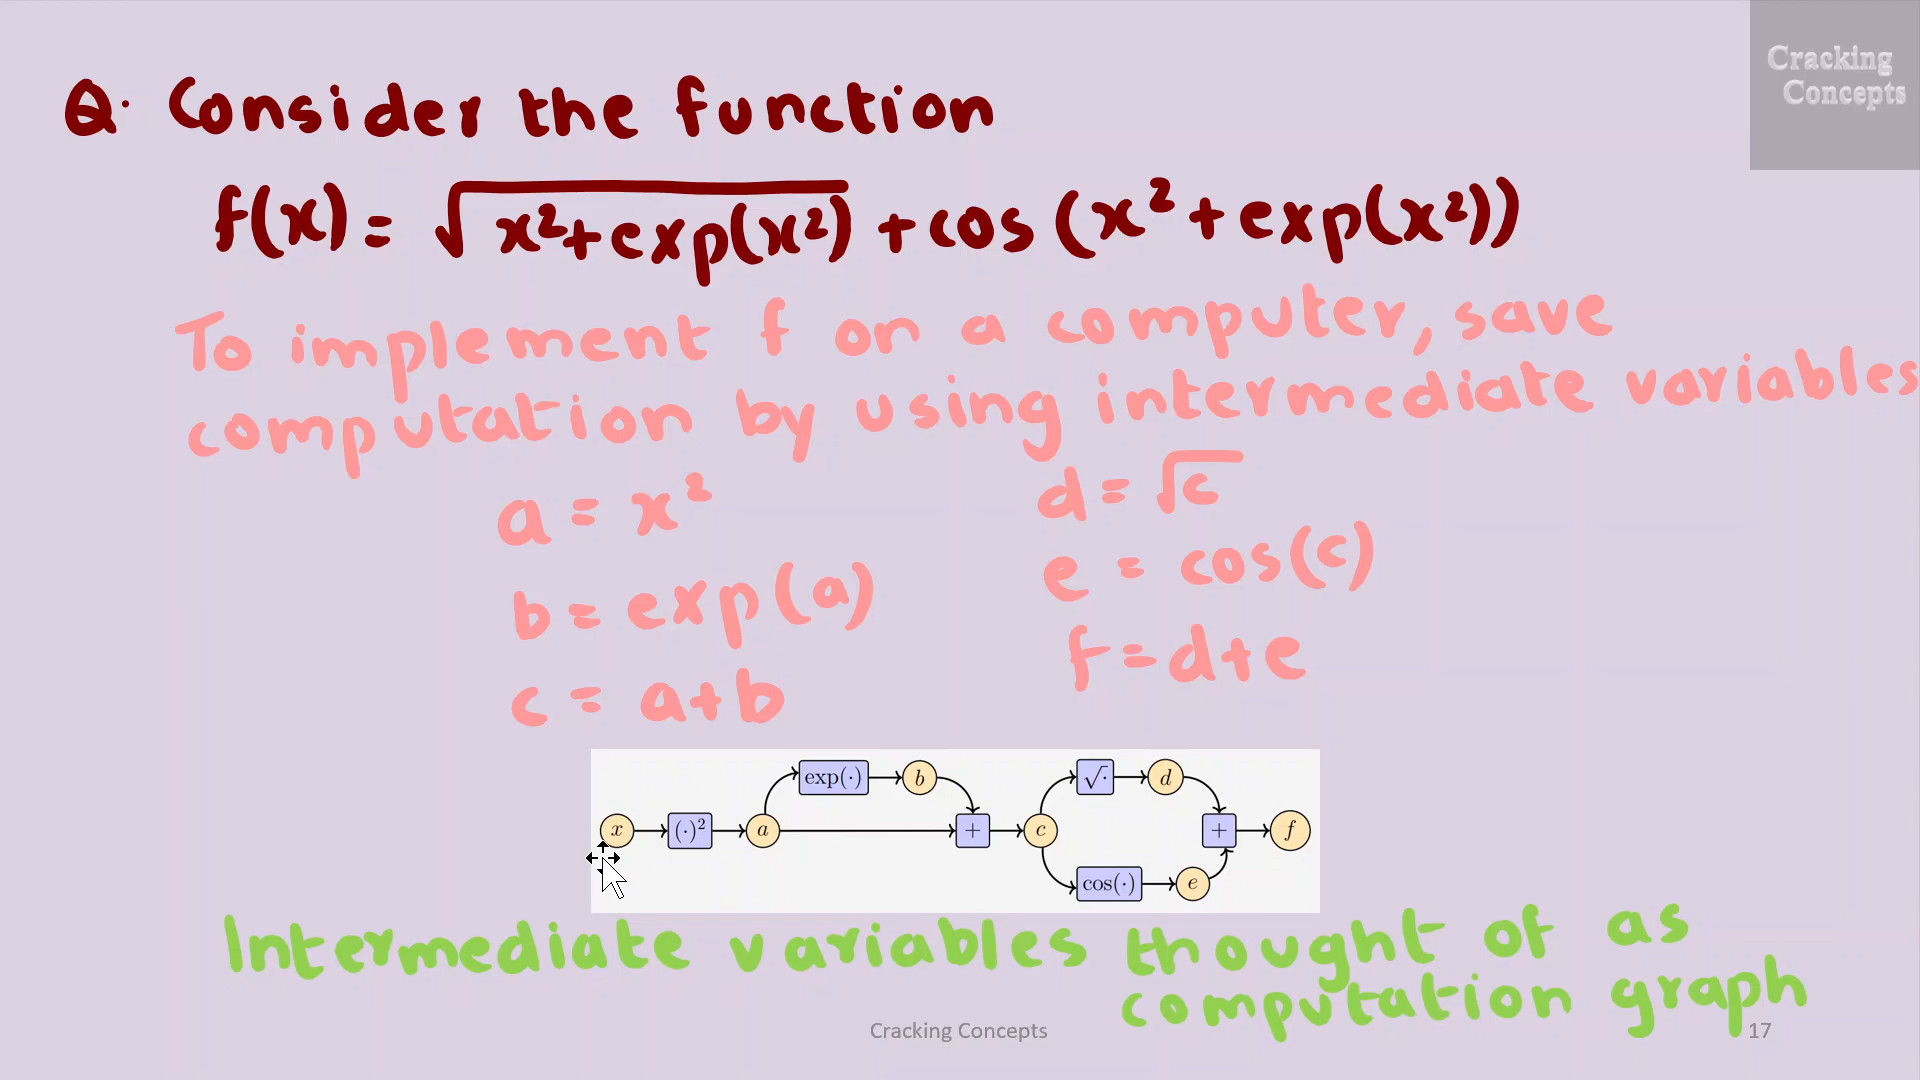 Cracking
Concepts
Q. Consider the function
f(x) = √x²+exp(x²) + cos (x²+exp(x²))
To implement f on a computer, save
computation by using intermediate variables
a = x²
b = exp(a)
c = a+b
d = √c
e = cos(c)
f = d+e
exp(·) b √· d
x (·)² a + c + f
cos(·) e
Intermediate variables thought of as
computation graph
Cracking Concepts 17